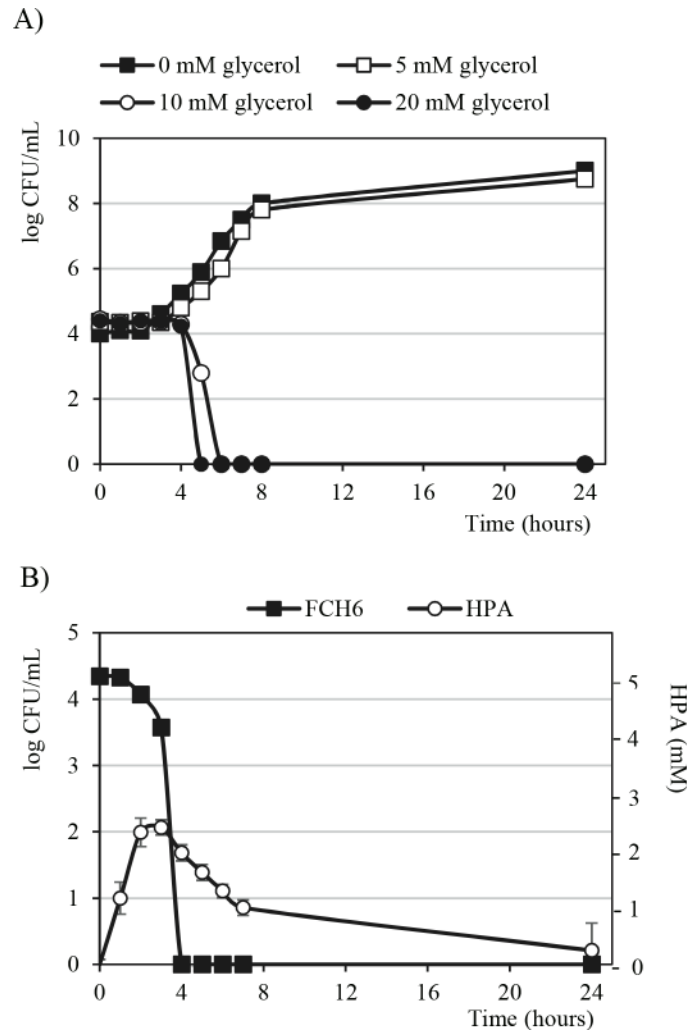 A)
0 mM glycerol 5 mM glycerol
10 mM glycerol 20 mM glycerol
log CFU/mL
10
8
6
4
2
0
0 4 8 12 16 20 24
Time (hours)
B)
FCH6 HPA
log CFU/mL
5
4
3
2
1
0
HPA (mM)
5
4
3
2
1
0
0 4 8 12 16 20 24
Time (hours)